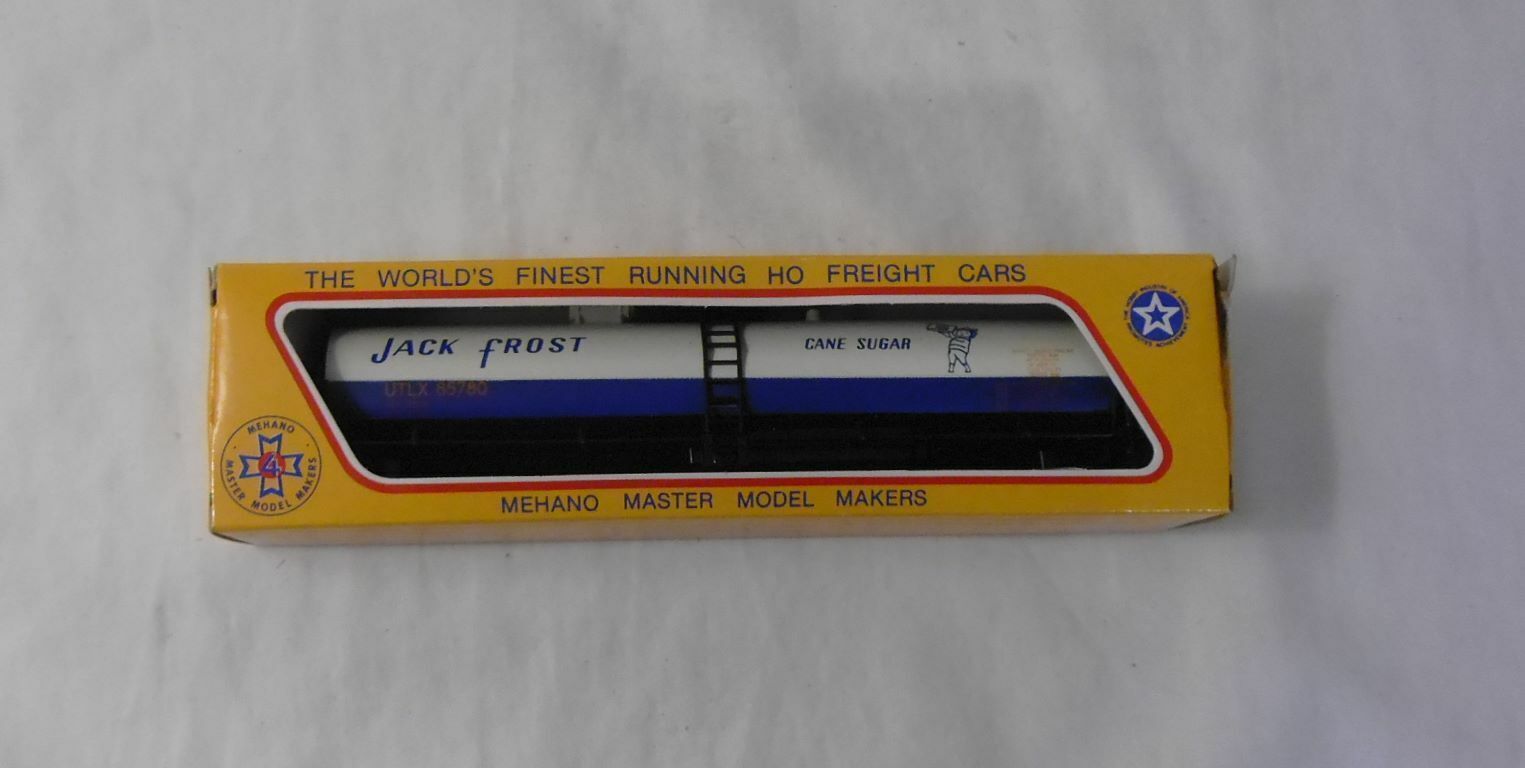 THE WORLD'S FINEST RUNNING HO FREIGHT CARS
JACK FROST
CANE SUGAR
UTLX 85780
MEHANO
4
MASTER MODEL MAKERS
MEHANO MASTER MODEL MAKERS